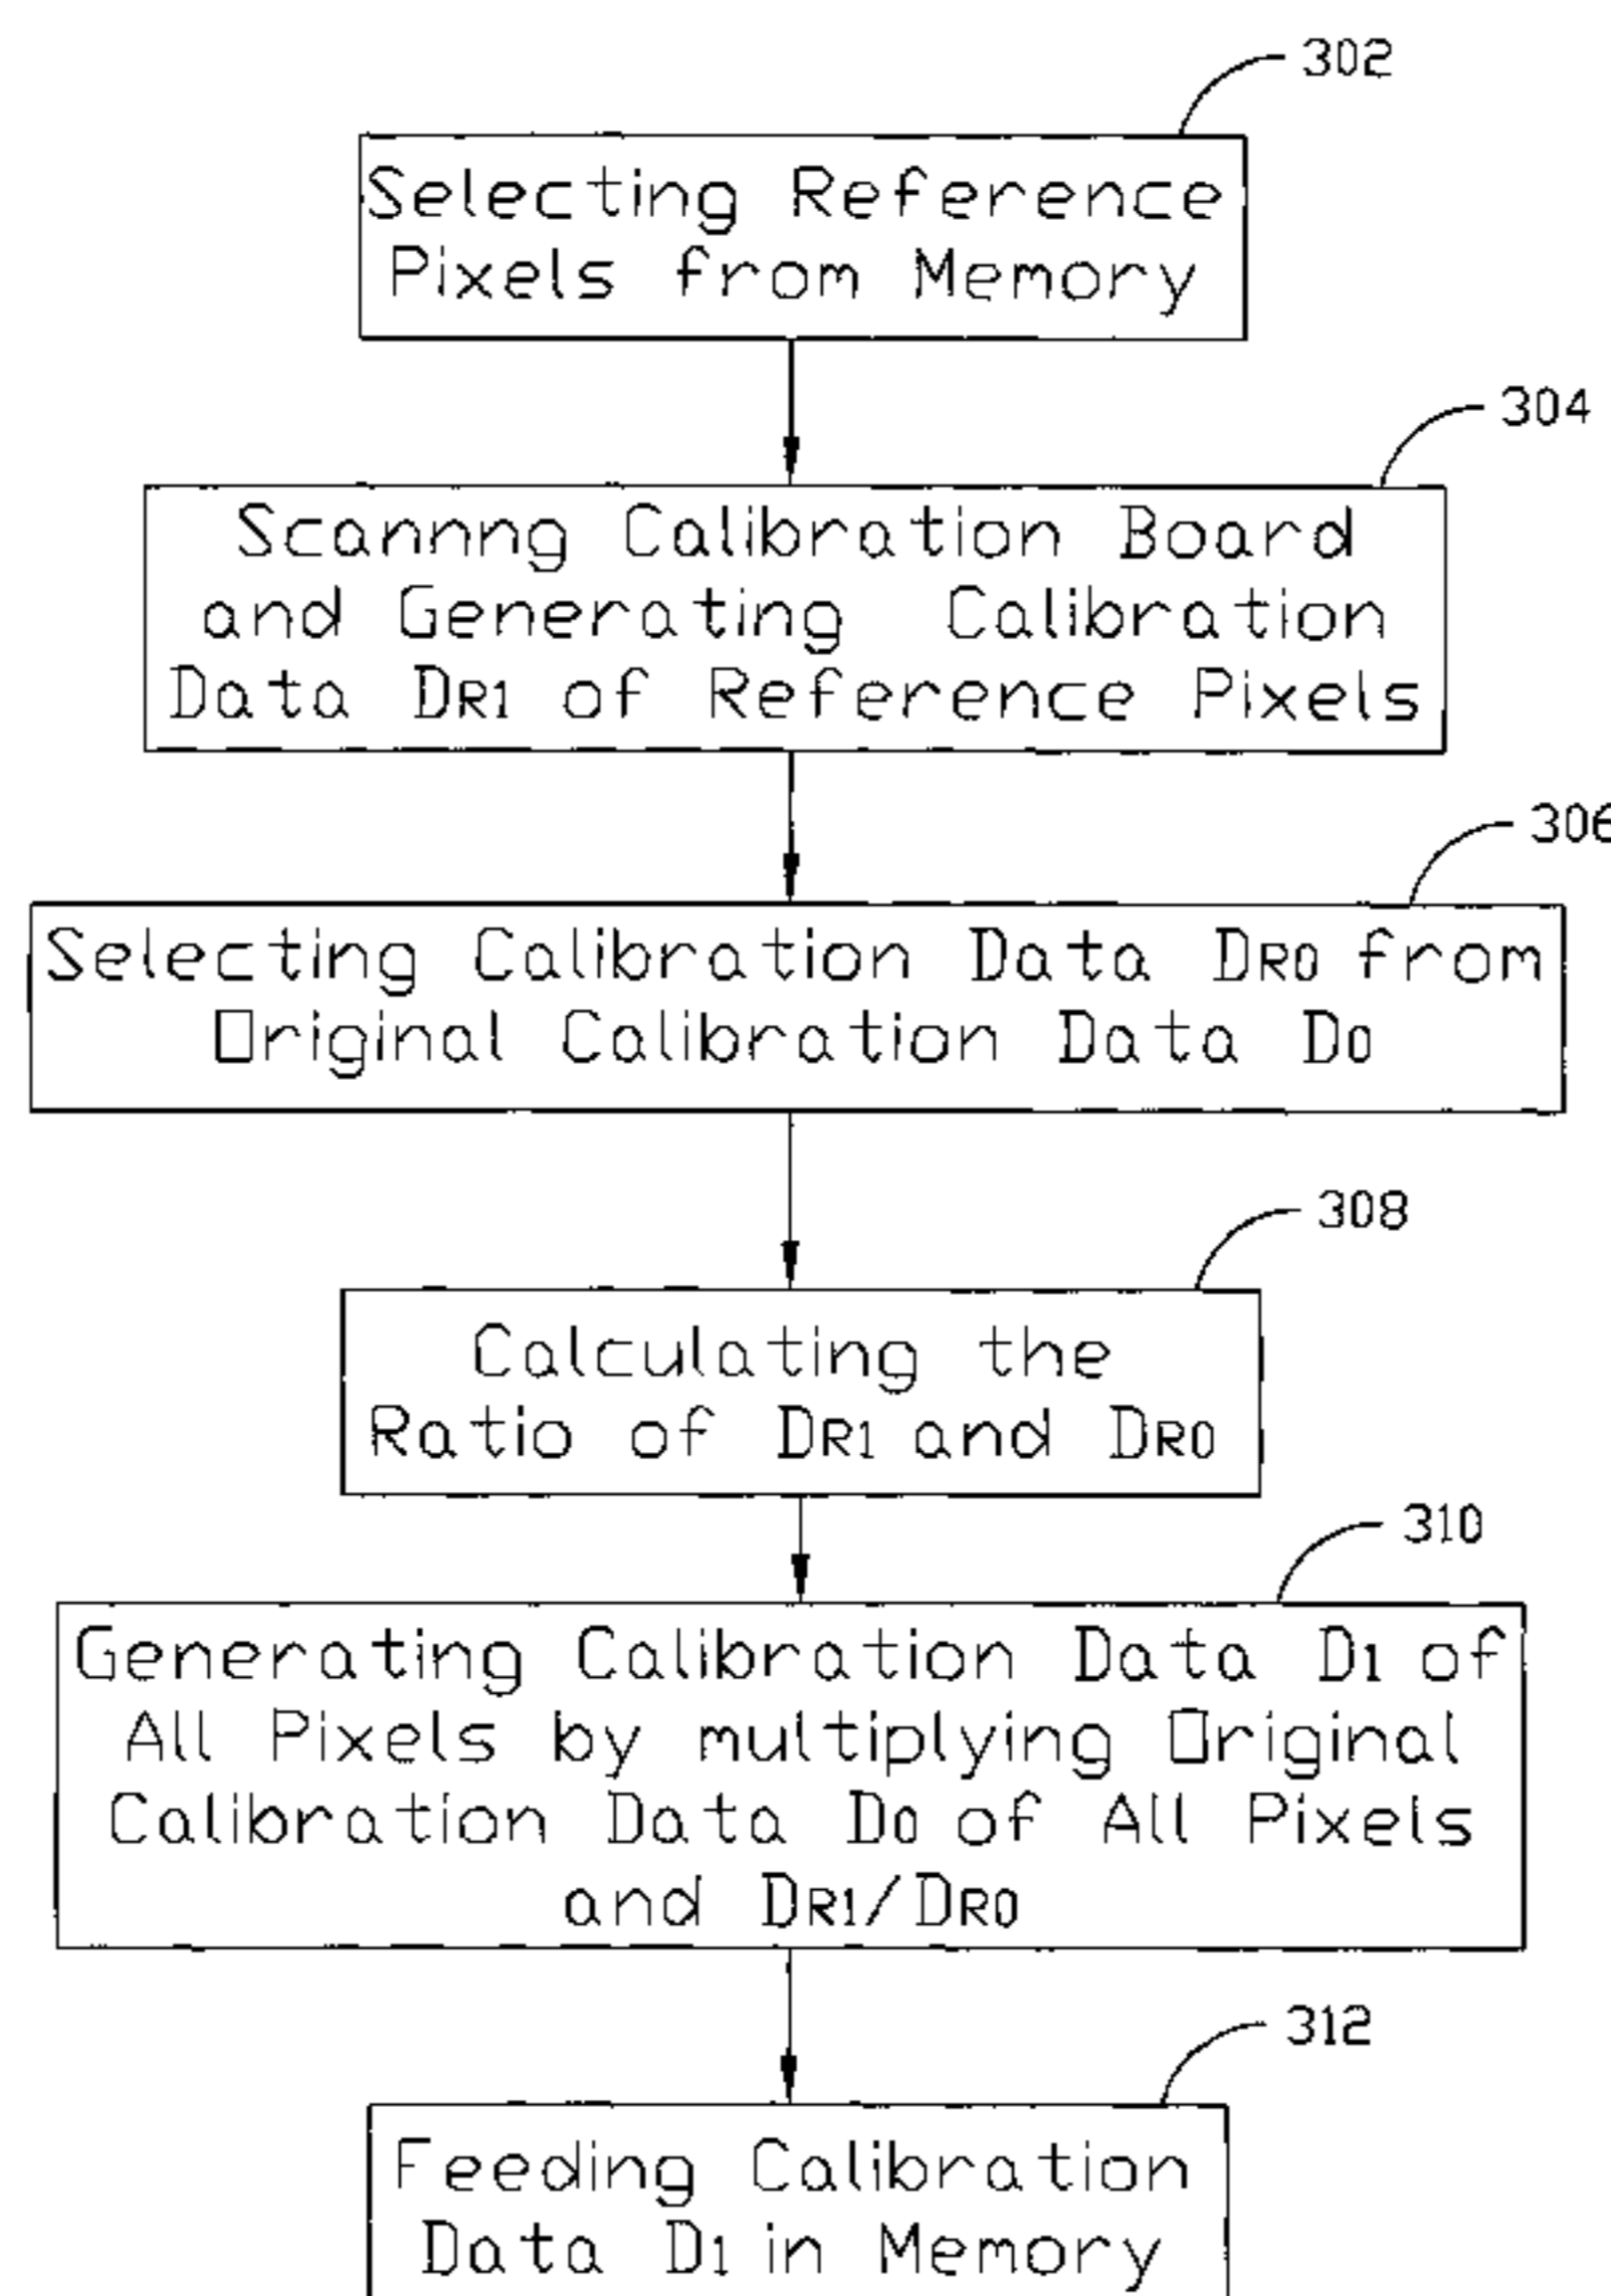 302
Selecting Reference
Pixels from Memory
304
Scannng Calibration Board
and Generating Calibration
Data DR1 of Reference Pixels
306
Selecting Calibration Data DR0 from
Original Calibration Data D0
308
Calculating the
Ratio of DR1 and DR0
310
Generating Calibration Data D1 of
All Pixels by multiplying Original
Calibration Data D0 of All Pixels
and DR1/DR0
312
Feeding Calibration
Data D1 in Memory